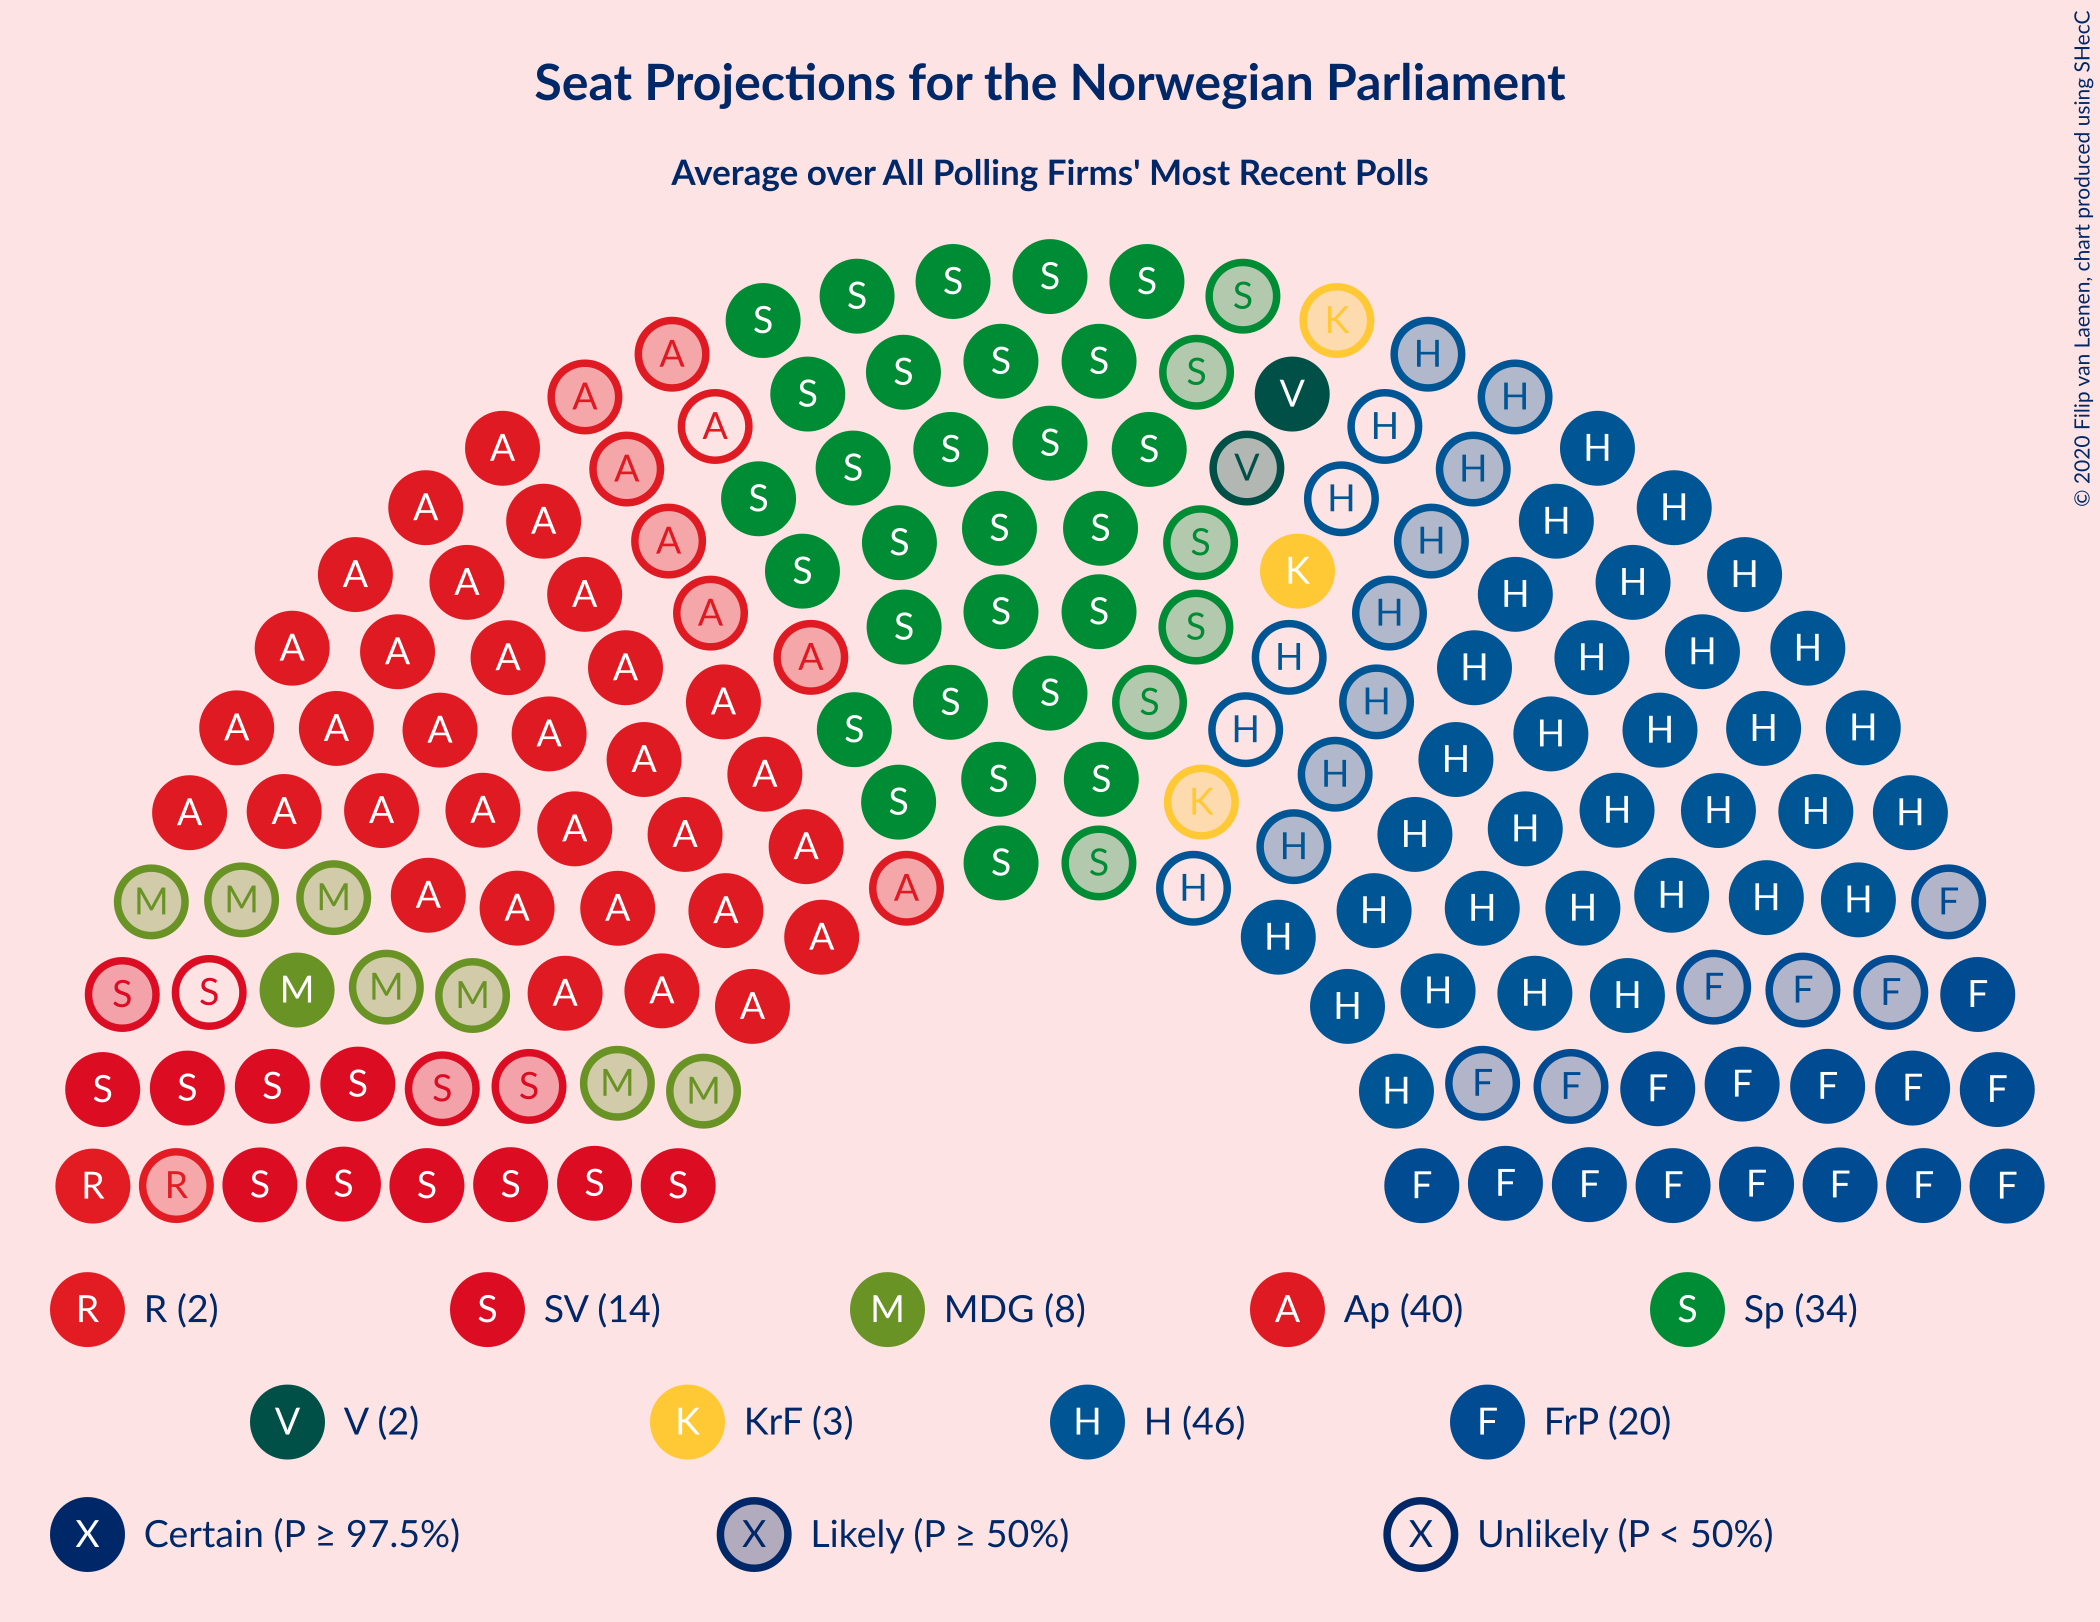 Seat Projections for the Norwegian Parliament
Average over All Polling Firms' Most Recent Polls
© 2020 Filip van Laenen, chart produced using SHecC
S S S S S S K
A S S S S S V H
A A S S S S V H H
A A S S S S K H H
A A A S S S S H H H
A A A S S S S H H H
A A A A S S S K H H H H
A A A A A S S H H H H H
A A A A A A H H H H H H
A A A A A A H H H H H H
A A A A A A H H H H H H
M M M A A A A A H H H H H H H F
S S M M M A A A H H H H F F F F
S S S S S S M M H F F F F F F F
R R S S S S S S F F F F F F F F
R R (2) S SV (14) M MDG (8) A Ap (40) S Sp (34)
V V (2) K KrF (3) H H (46) F FrP (20)
X Certain (P ≥ 97.5%) X Likely (P ≥ 50%) X Unlikely (P < 50%)